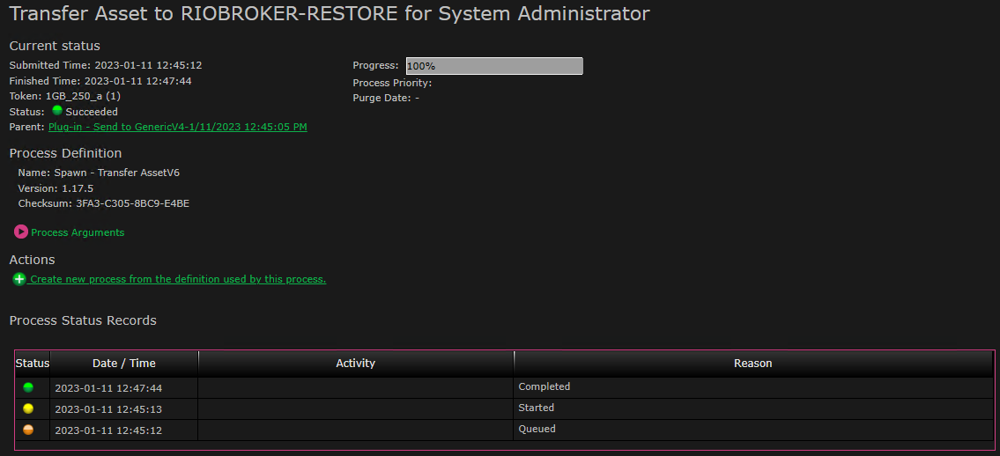 Transfer Asset to RIOBROKER-RESTORE for System Administrator
Current status
Submitted Time: 2023-01-11 12:45:12
Finished Time: 2023-01-11 12:47:44
Token: 1GB_250_a (1)
Status: Succeeded
Parent: Plug-in - Send to GenericV4-1/11/2023 12:45:05 PM
Progress: 100%
Process Priority:
Purge Date: -
Process Definition
Name: Spawn - Transfer AssetV6
Version: 1.17.5
Checksum: 3FA3-C305-8BC9-E4BE
Process Arguments
Actions
Create new process from the definition used by this process.
Process Status Records
Status Date / Time Activity Reason
2023-01-11 12:47:44 Completed
2023-01-11 12:45:13 Started
2023-01-11 12:45:12 Queued